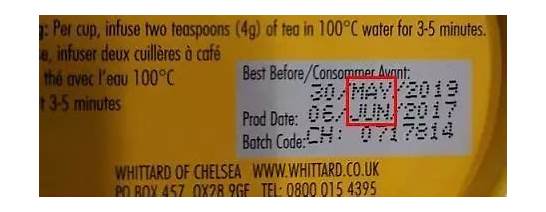 : Per cup, infuse two teaspoons (4g) of tea in 100°C water for 3-5 minutes.
, infuser deux cuillères à café
thé avec l'eau 100°C
3-5 minutes
Best Before/Consommer Avant:
30/MAY/2019
Prod Date: 06/JUN/2017
Batch Code: CH: 0717814
WHITTARD OF CHELSEA WWW.WHITTARD.CO.UK
PO BOX 457 OX28 9GF TEL: 0800 015 4395